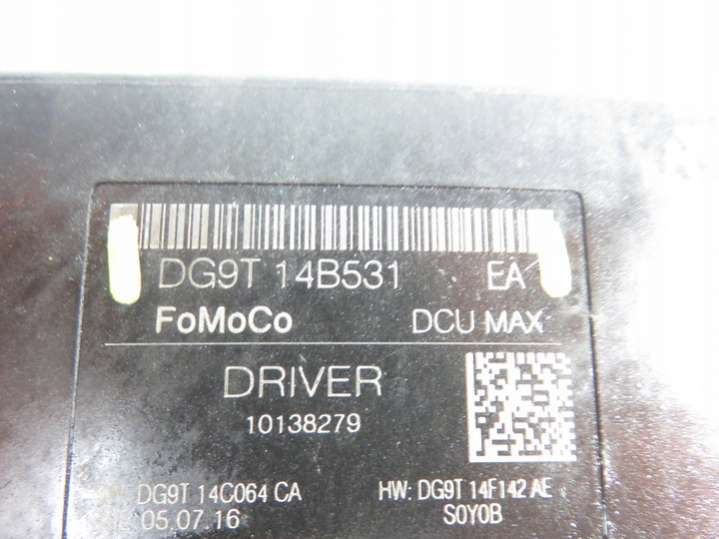 DG9T 14B531 EA
FoMoCo DCU MAX
DRIVER
10138279
DG9T 14C064 CA HW: DG9T 14F142 AE
05.07.16 S0Y0B